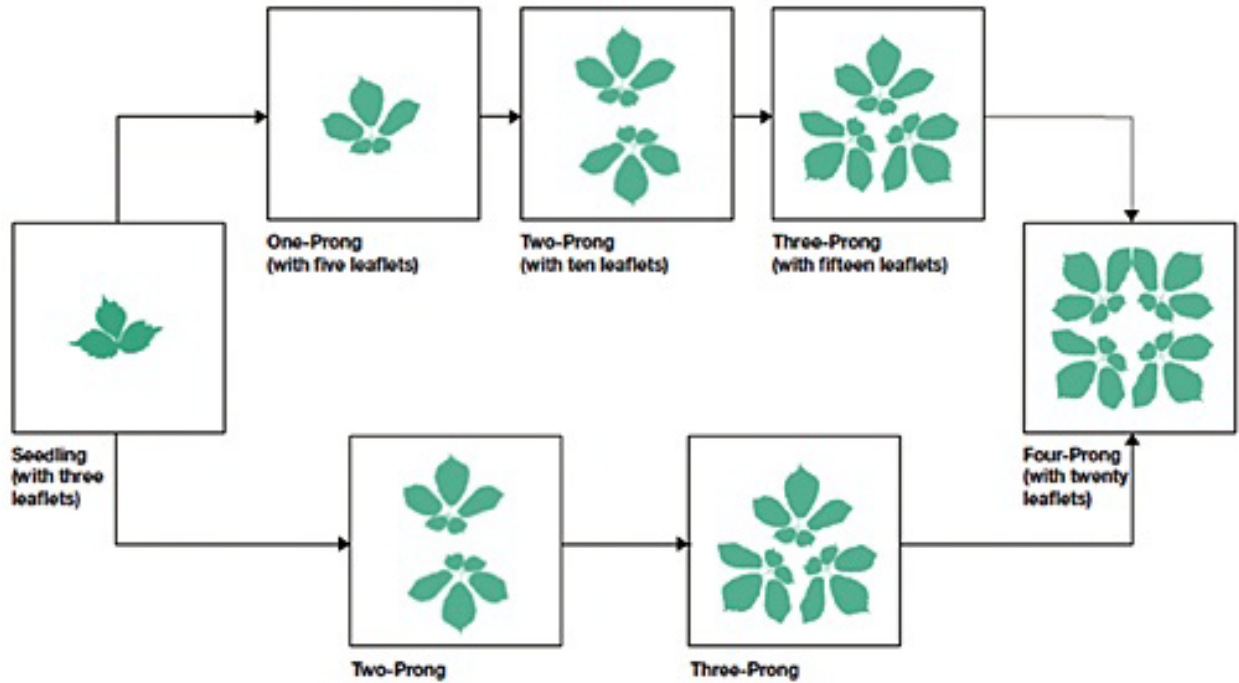 One-Prong
(with five leaflets)
Two-Prong
(with ten leaflets)
Three-Prong
(with fifteen leaflets)
Seedling
(with three
leaflets)
Four-Prong
(with twenty
leaflets)
Two-Prong
Three-Prong